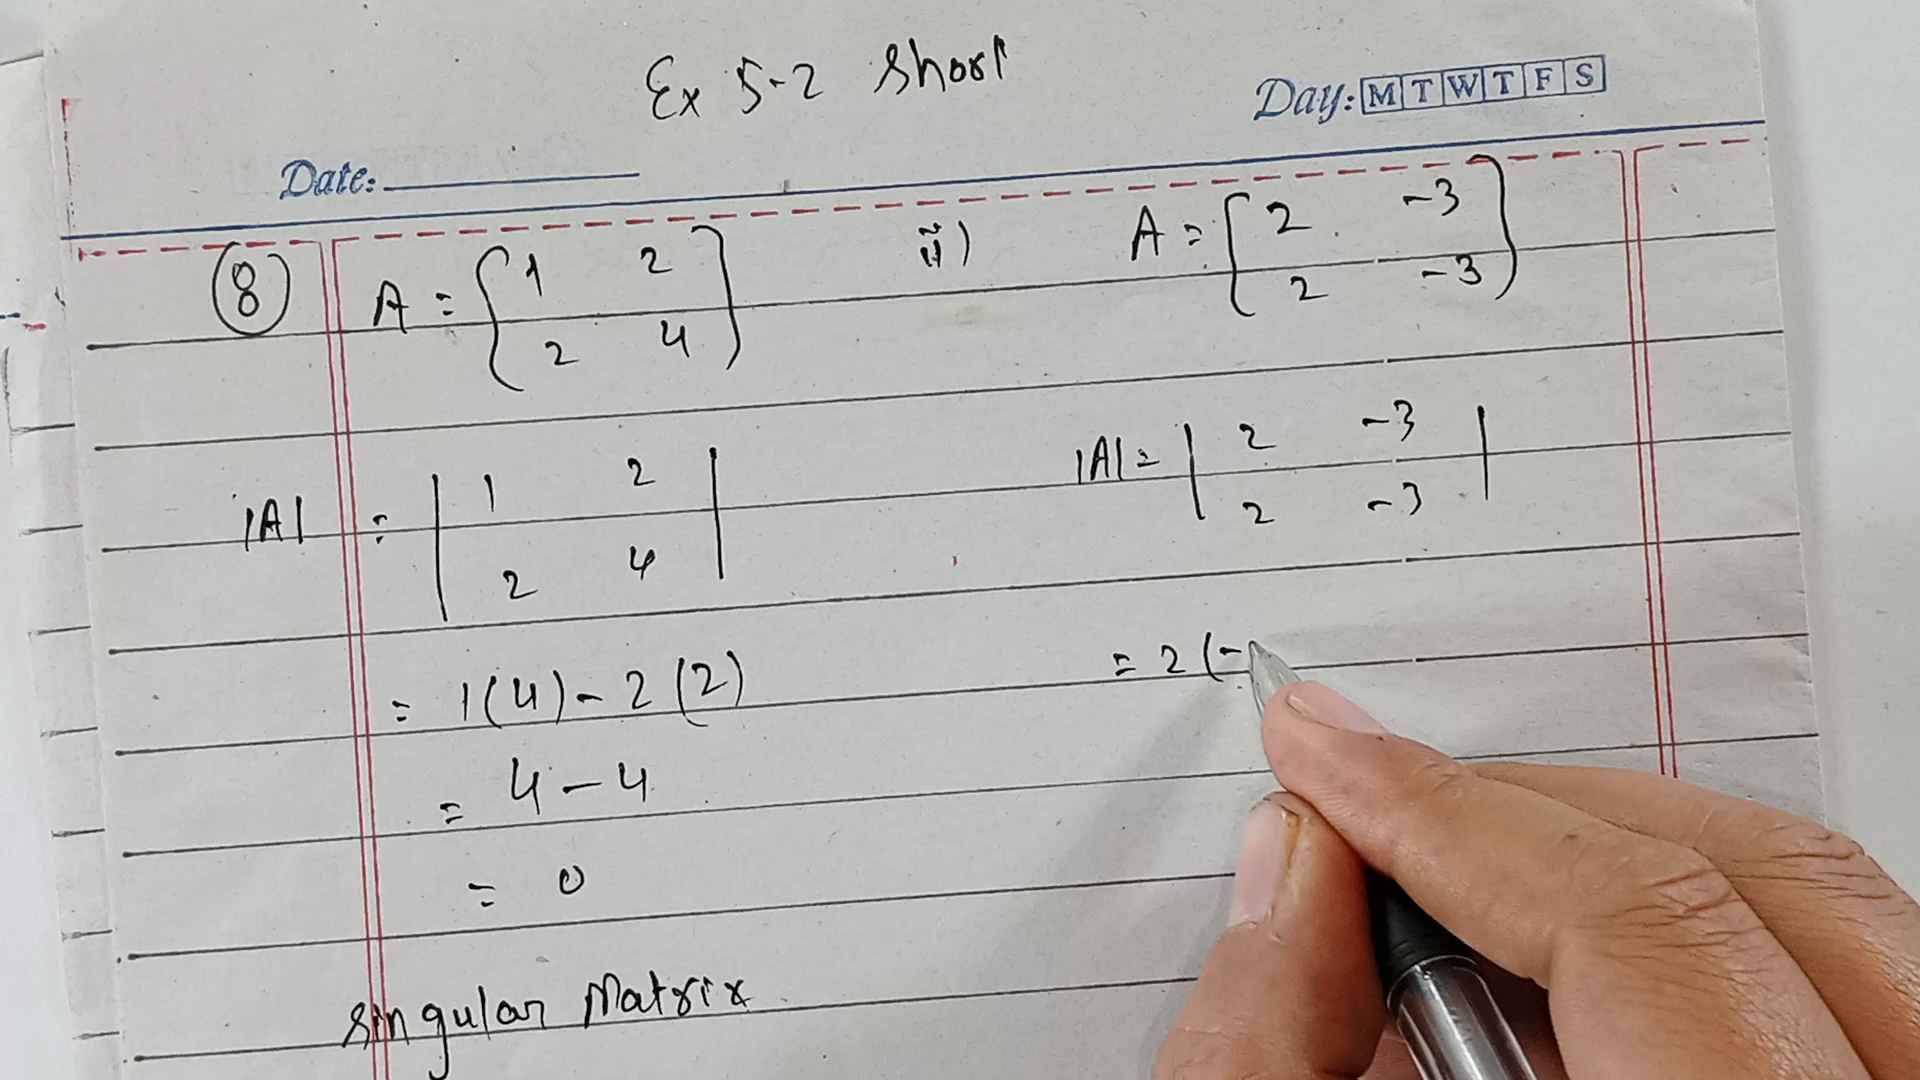 Ex 5-2 Short
Day: M T W T F S
Date:
8
A = [1 2
2 4]
|A| = |1 2
2 4|
= 1(4) - 2(2)
= 4 - 4
= 0
Singular Matrix
ii)
A = [2 -3
2 -3]
|A| = |2 -3
2 -3|
= 2(-